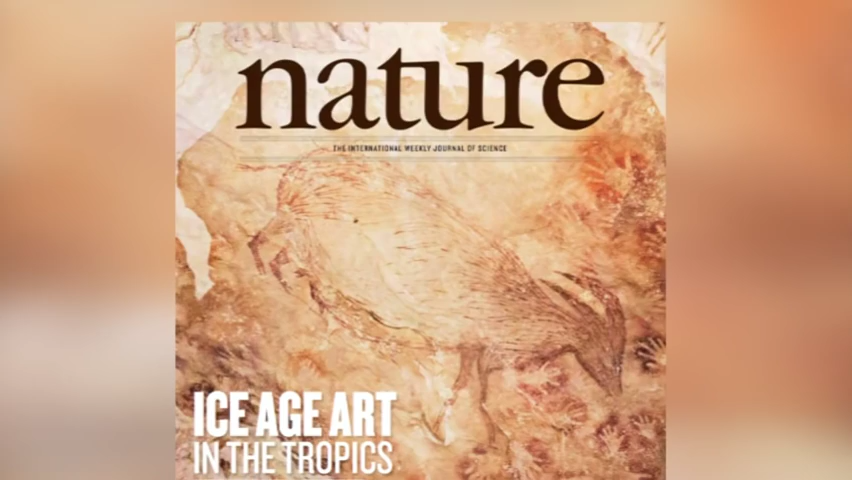 nature
THE INTERNATIONAL WEEKLY JOURNAL OF SCIENCE
ICE AGE ART
IN THE TROPICS